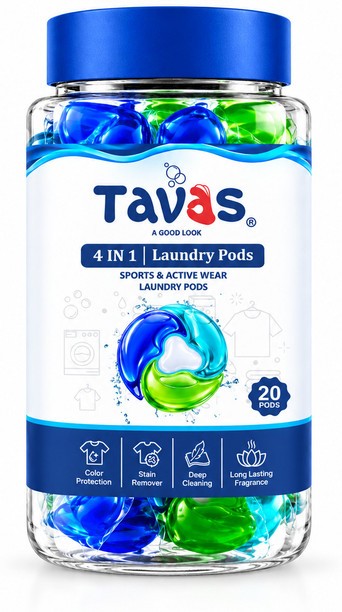 Tavas®
A GOOD LOOK
4 IN 1 | Laundry Pods
SPORTS & ACTIVE WEAR
LAUNDRY PODS
20
PODS
Color
Protection
Stain
Remover
Deep
Cleaning
Long Lasting
Fragrance